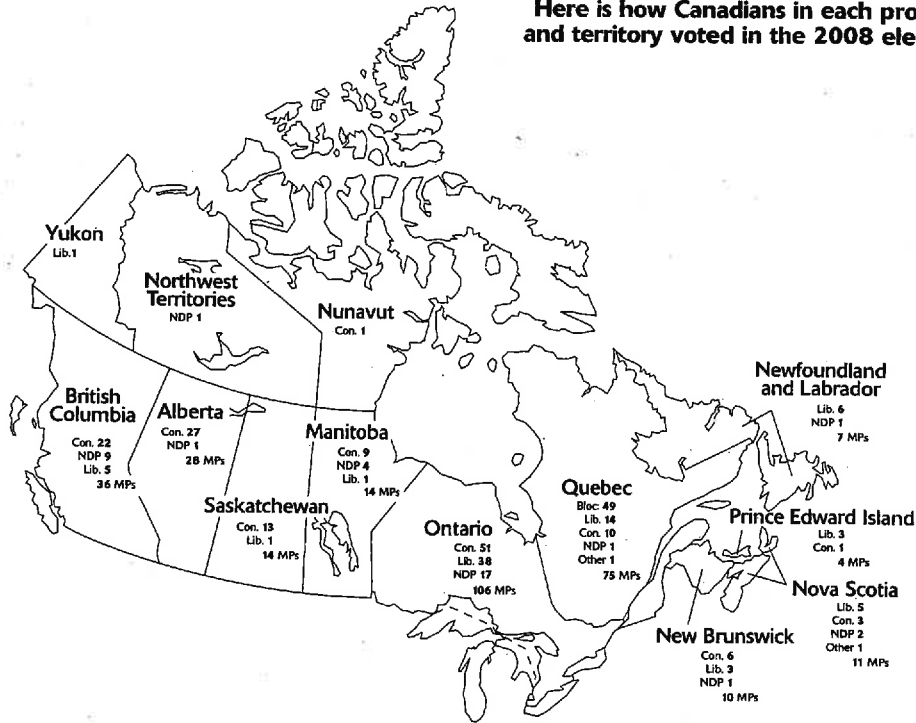 Here is how Canadians in each pro
and territory voted in the 2008 ele
Yukon
Lib.1
Northwest
Territories
NDP 1
Nunavut
Con. 1
British
Columbia
Con. 22
NDP 9
Lib. 5
36 MPs
Alberta
Con. 27
NDP 1
28 MPs
Saskatchewan
Con. 13
Lib. 1
14 MPs
Manitoba
Con. 9
NDP 4
Lib. 1
14 MPs
Ontario
Con. 51
Lib. 38
NDP 17
106 MPs
Quebec
Bloc: 49
Lib. 14
Con. 10
NDP 1
Other 1
75 MPs
Newfoundland
and Labrador
Lib. 6
NDP 1
7 MPs
Prince Edward Island
Lib. 3
Con. 1
4 MPs
Nova Scotia
Lib. 5
Con. 3
NDP 2
Other 1
11 MPs
New Brunswick
Con. 6
Lib. 3
NDP 1
10 MPs